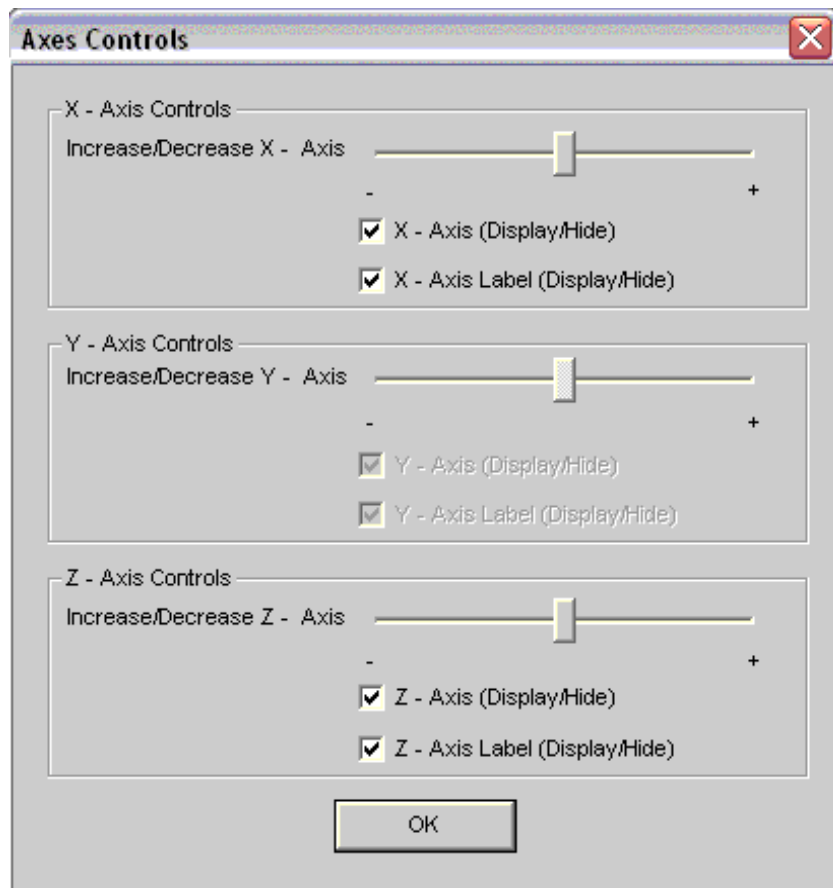 Axes Controls
X - Axis Controls
Increase/Decrease X - Axis
- +
X - Axis (Display/Hide)
X - Axis Label (Display/Hide)
Y - Axis Controls
Increase/Decrease Y - Axis
- +
Y - Axis (Display/Hide)
Y - Axis Label (Display/Hide)
Z - Axis Controls
Increase/Decrease Z - Axis
- +
Z - Axis (Display/Hide)
Z - Axis Label (Display/Hide)
OK